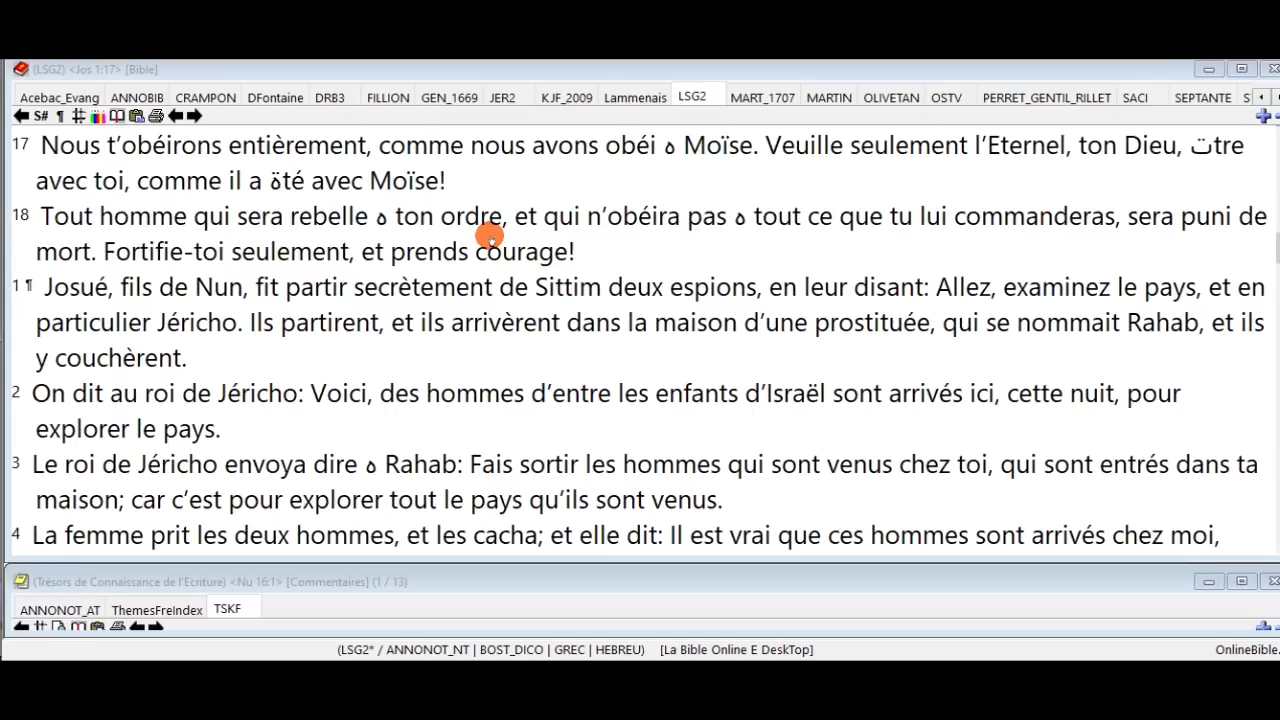 (LSG2) <Jos 1:17> [Bible]
Acebac_Evang ANNOBIB CRAMPON DFontaine DRB3 FILLION GEN_1669 JER2 KJF_2009 Lammenais LSG2 MART_1707 MARTIN OLIVETAN OSTV PERRET_GENTIL_RILLET SACI SEPTANTE S
S# ¶
17 Nous t’obéirons entièrement, comme nous avons obéi ه Moïse. Veuille seulement l’Eternel, ton Dieu, تtre
avec toi, comme il a ۀté avec Moïse!
18 Tout homme qui sera rebelle ه ton ordre, et qui n’obéira pas ه tout ce que tu lui commanderas, sera puni de
mort. Fortifie-toi seulement, et prends courage!
1 ¶ Josué, fils de Nun, fit partir secrètement de Sittim deux espions, en leur disant: Allez, examinez le pays, et en
particulier Jéricho. Ils partirent, et ils arrivèrent dans la maison d’une prostituée, qui se nommait Rahab, et ils
y couchèrent.
2 On dit au roi de Jéricho: Voici, des hommes d’entre les enfants d’Israël sont arrivés ici, cette nuit, pour
explorer le pays.
3 Le roi de Jéricho envoya dire ه Rahab: Fais sortir les hommes qui sont venus chez toi, qui sont entrés dans ta
maison; car c’est pour explorer tout le pays qu’ils sont venus.
4 La femme prit les deux hommes, et les cacha; et elle dit: Il est vrai que ces hommes sont arrivés chez moi,
(Trésors de Connaissance de l'Ecriture) <Nu 16:1> [Commentaires] (1 / 13)
ANNONOT_AT ThemesFreIndex TSKF
(LSG2* / ANNONOT_NT | BOST_DICO | GREC | HEBREU) [La Bible Online E DeskTop] OnlineBible.